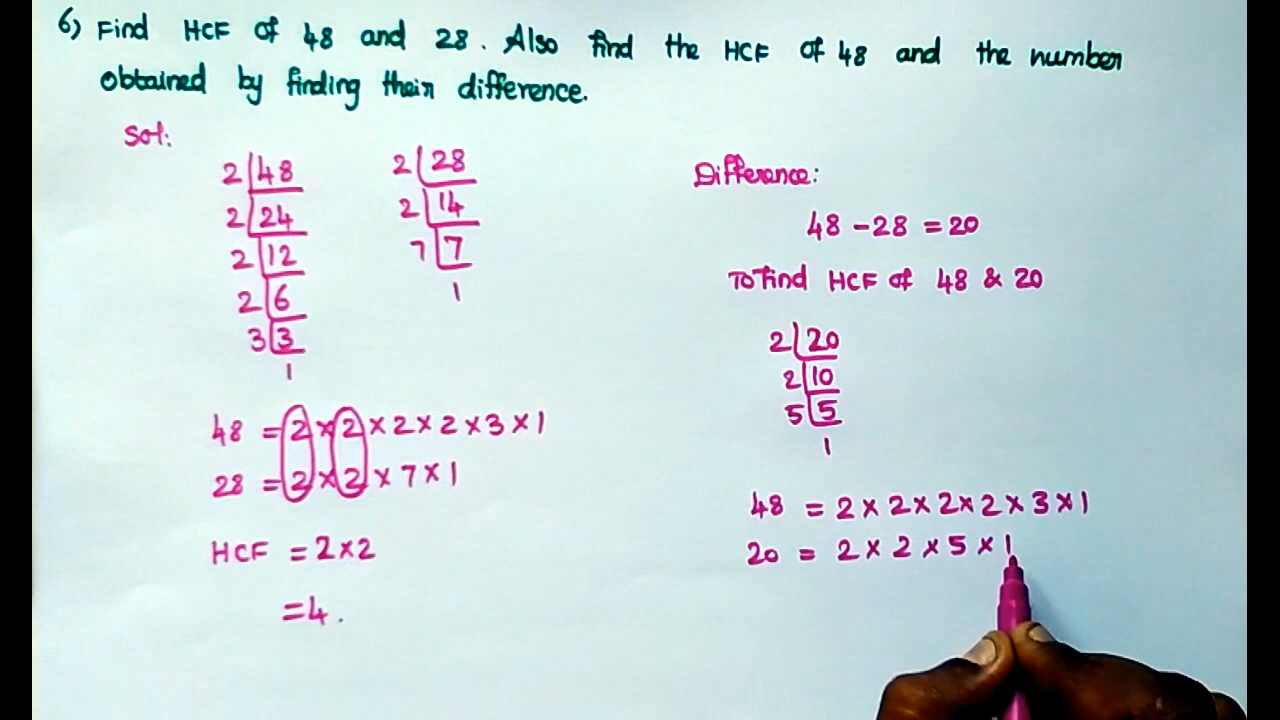 6) Find HCF of 48 and 28. Also find the HCF of 48 and the number
obtained by finding their difference.
Sol:
2 | 48
2 | 24
2 | 12
2 | 6
3 | 3
1
2 | 28
2 | 14
7 | 7
1
48 = 2 × 2 × 2 × 2 × 3 × 1
28 = 2 × 2 × 7 × 1
HCF = 2 × 2
= 4.
Difference:
48 - 28 = 20
To Find HCF of 48 & 20
2 | 20
2 | 10
5 | 5
1
48 = 2 × 2 × 2 × 2 × 3 × 1
20 = 2 × 2 × 5 × 1